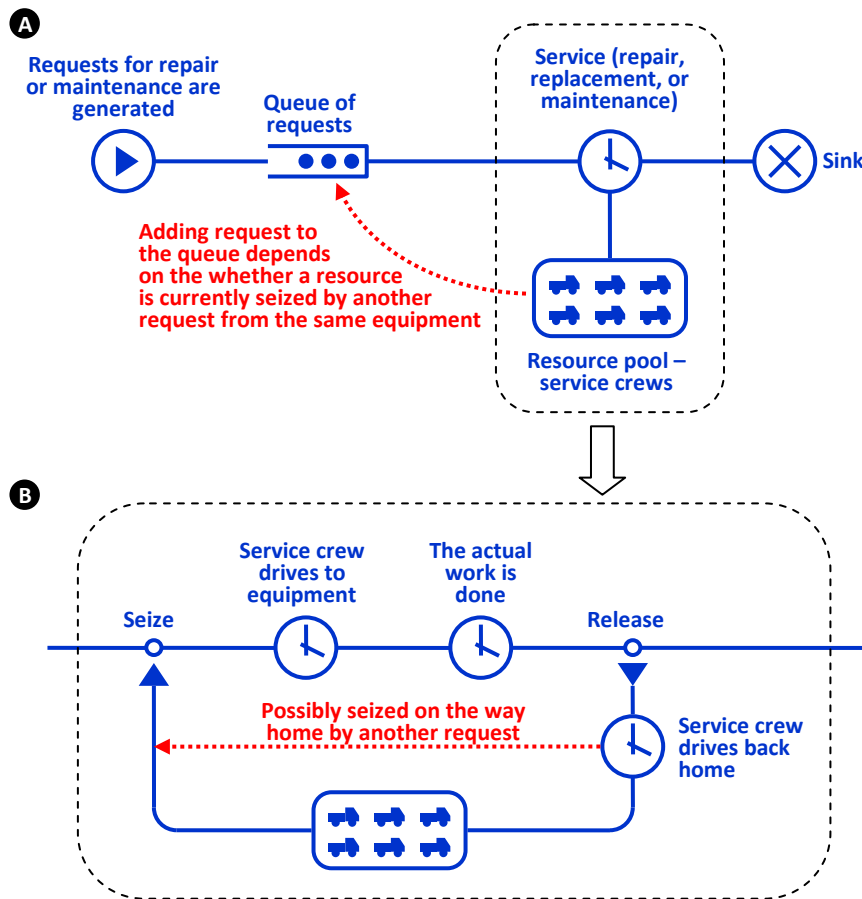 A
Requests for repair
or maintenance are
generated
Queue of
requests
Service (repair,
replacement, or
maintenance)
Sink
Adding request to
the queue depends
on the whether a resource
is currently seized by another
request from the same equipment
Resource pool –
service crews
B
Service crew
drives to
equipment
The actual
work is
done
Seize
Release
Possibly seized on the way
home by another request
Service crew
drives back
home